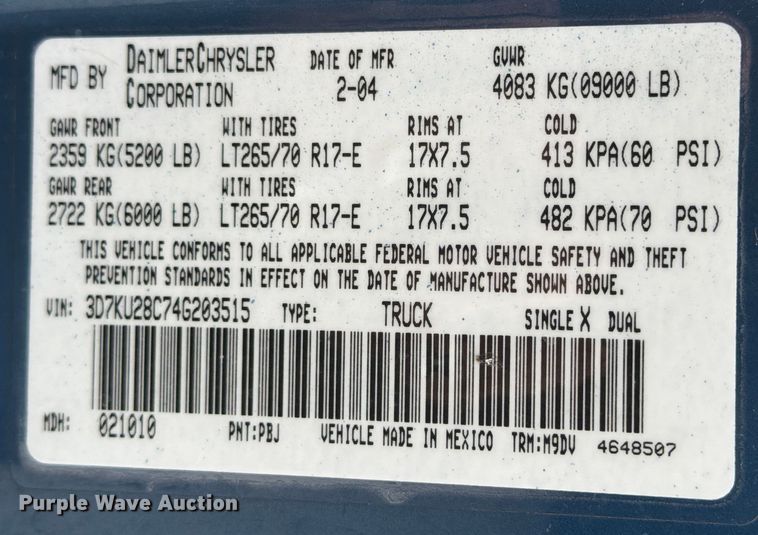 MFD BY DAIMLERCHRYSLER CORPORATION DATE OF MFR 2-04 GVWR 4083 KG(09000 LB)
GAWR FRONT WITH TIRES RIMS AT COLD
2359 KG(5200 LB) LT265/70 R17-E 17X7.5 413 KPA(60 PSI)
GAWR REAR WITH TIRES RIMS AT COLD
2722 KG(6000 LB) LT265/70 R17-E 17X7.5 482 KPA(70 PSI)
THIS VEHICLE CONFORMS TO ALL APPLICABLE FEDERAL MOTOR VEHICLE SAFETY AND THEFT
PREVENTION STANDARDS IN EFFECT ON THE DATE OF MANUFACTURE SHOWN ABOVE.
VIN: 3D7KU28C74G203515 TYPE: TRUCK SINGLE X DUAL
MDH: 021010 PNT:PBJ VEHICLE MADE IN MEXICO TRM:M9DV 4648507
Purple Wave Auction